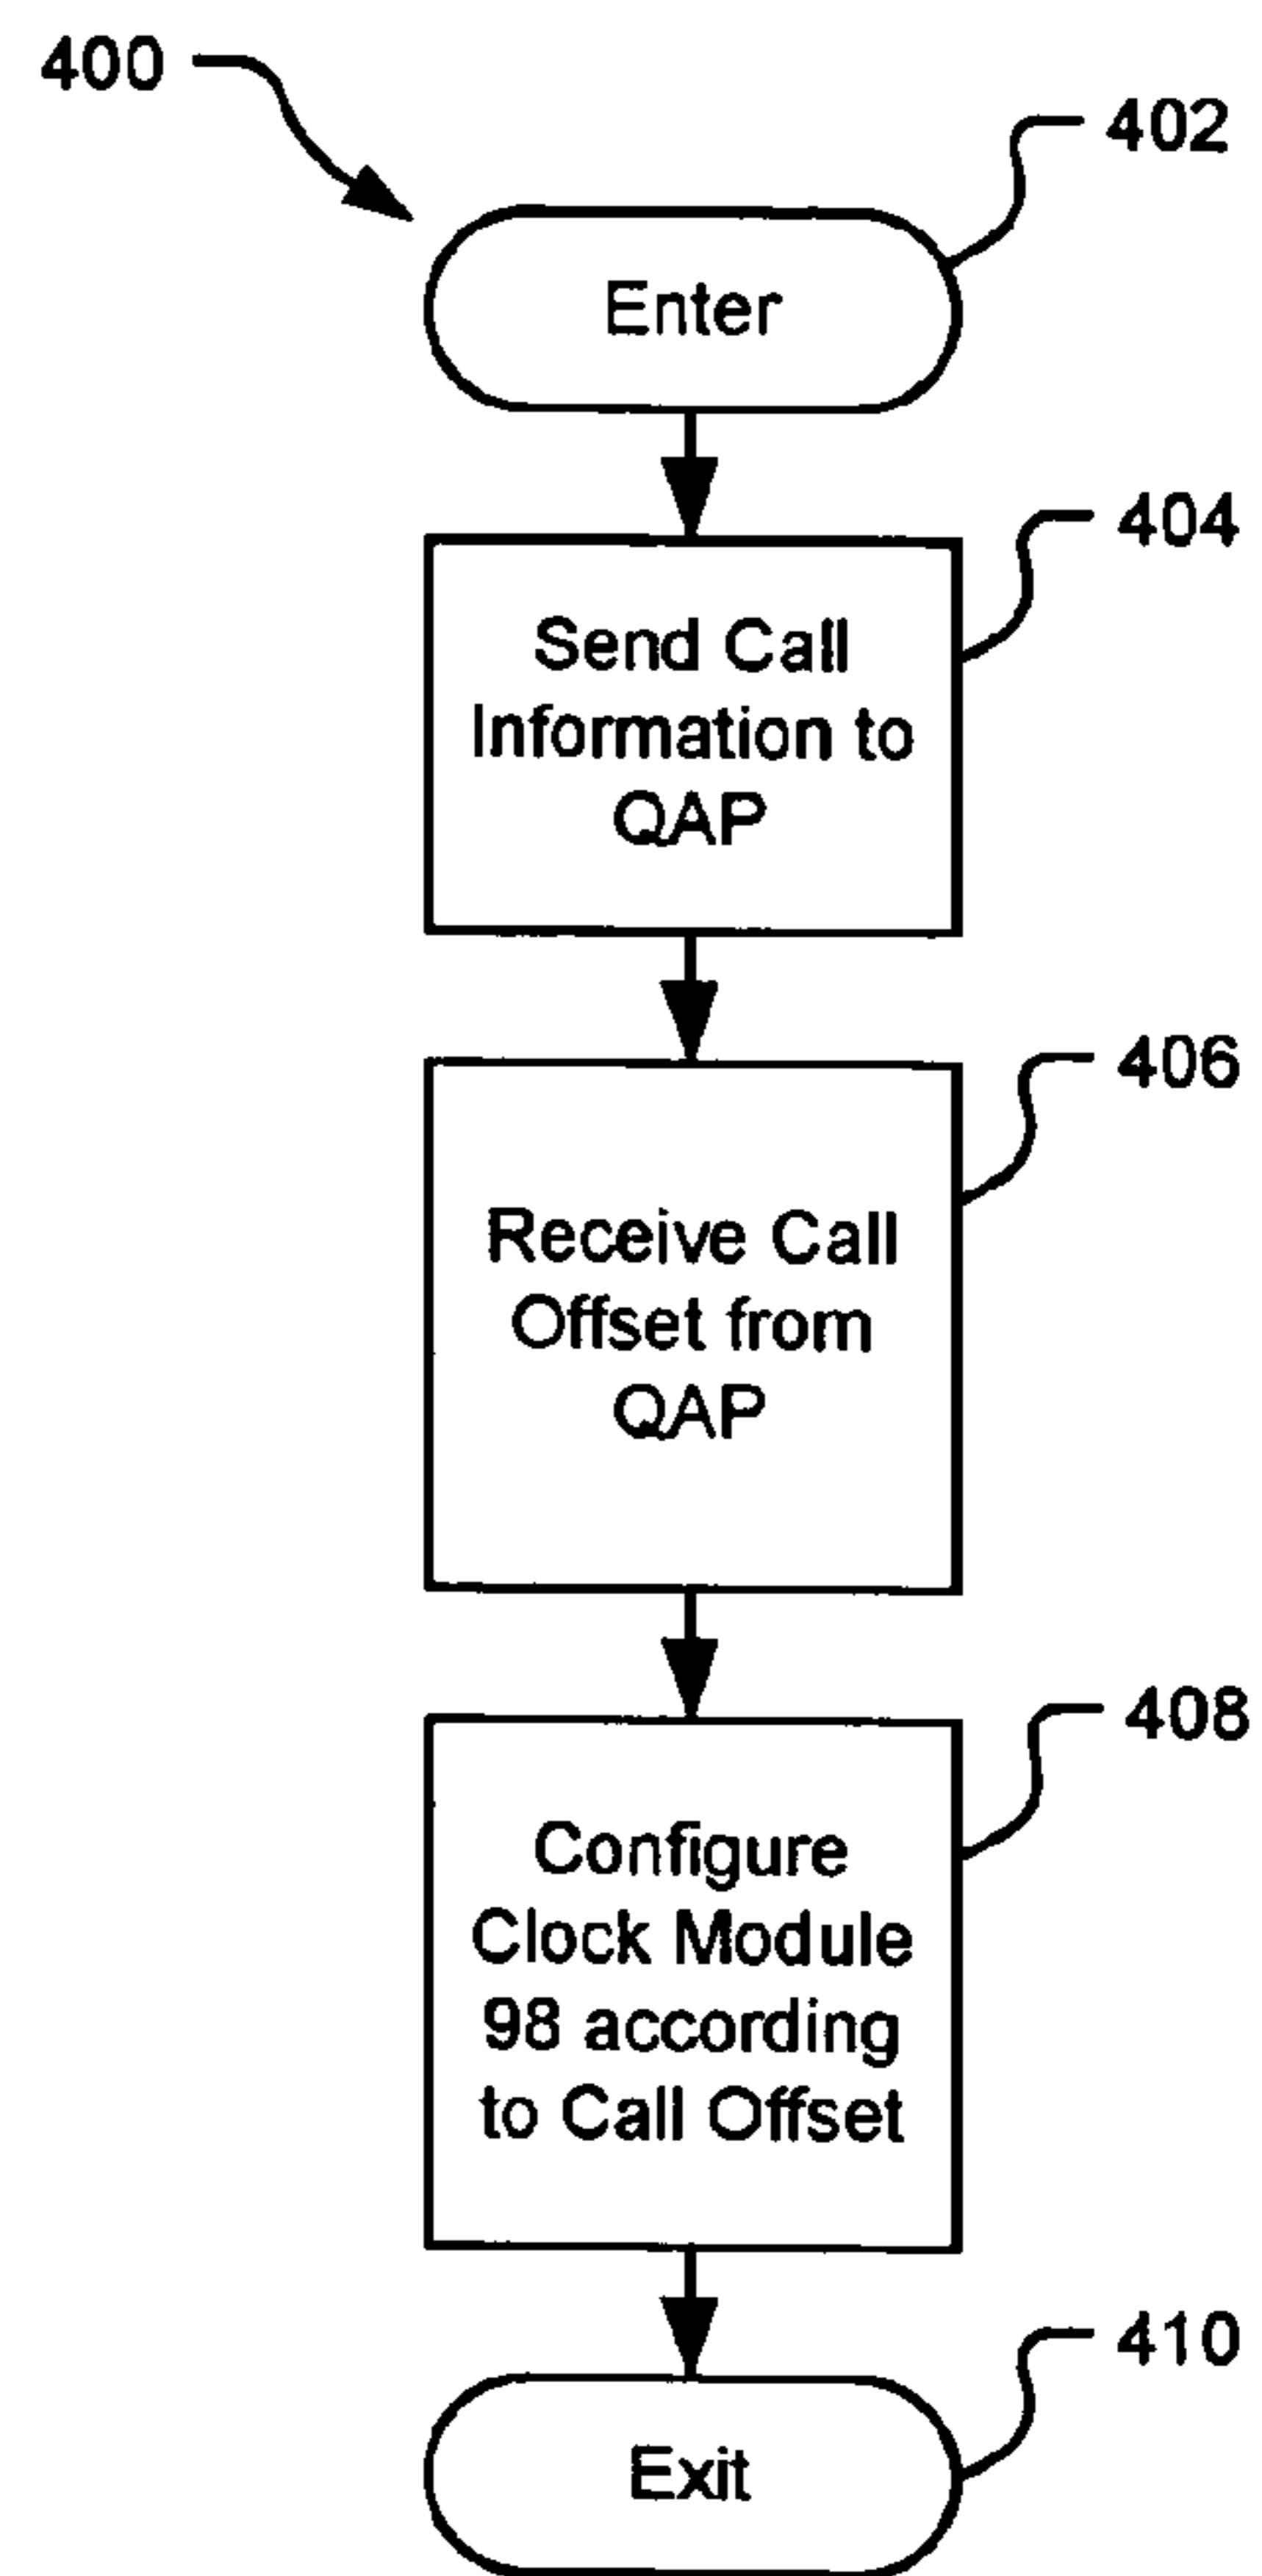 400
402
Enter
404
Send Call
Information to
QAP
406
Receive Call
Offset from
QAP
408
Configure
Clock Module
98 according
to Call Offset
410
Exit